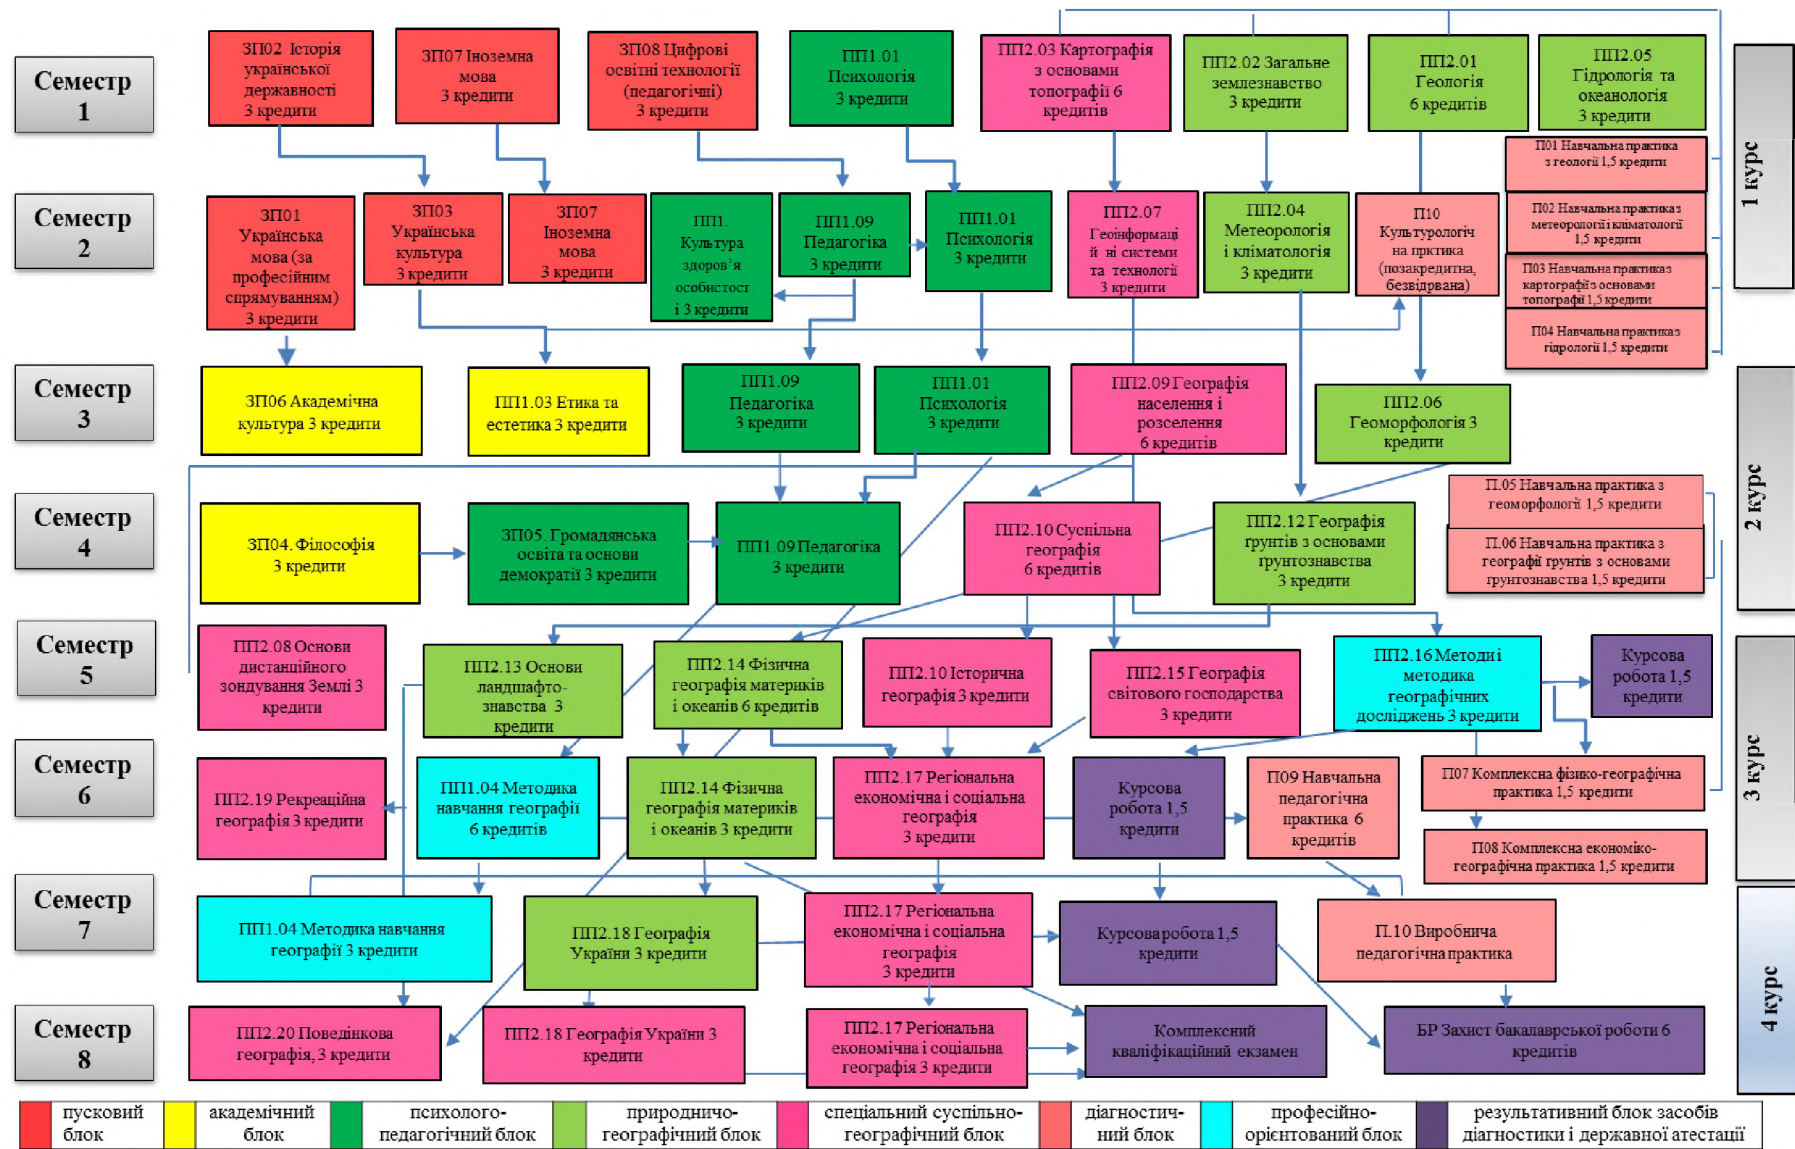 Семестр
1
ЗП02 Історія
української
державності
3 кредити
ЗП07 Іноземна
мова
3 кредити
ЗП08 Цифрові
освітні технології
(педагогічні)
3 кредити
ПП1.01
Психологія
3 кредити
ПП2.03 Картографія
з основами
топографії 6
кредитів
ПП2.02 Загальне
землезнавство
3 кредити
ПП2.01
Геологія
6 кредитів
ПП2.05
Гідрологія та
океанологія
3 кредити
1 курс
П01 Навчальна практика
з геології 1,5 кредити
П02 Навчальна практика з
метеорології і кліматології
1,5 кредити
П03 Навчальна практика з
картографії з основами
топографії 1,5 кредити
П04 Навчальна практика з
гідрології 1,5 кредити
Семестр
2
ЗП01
Українська
мова (за
професійним
спрямуванням)
3 кредити
ЗП03
Українська
культура
3 кредити
ЗП07
Іноземна
мова
3 кредити
ПП1.
Культура
здоров’я
особистост
і 3 кредити
ПП1.09
Педагогіка
3 кредити
ПП1.01
Психологія
3 кредити
ПП2.07
Геоінформаці
й ні системи
та технології
3 кредити
ПП2.04
Метеорологія
і кліматологія
3 кредити
П10
Культурологіч
на прктика
(позакредитна,
безвідрвана)
Семестр
3
ЗП06 Академічна
культура 3 кредити
ПП1.03 Етика та
естетика 3 кредити
ПП1.09
Педагогіка
3 кредити
ПП1.01
Психологія
3 кредити
ПП2.09 Географія
населення і
розселення
6 кредитів
ПП2.06
Геоморфологія 3
кредити
2 курс
Семестр
4
ЗП04. Філософія
3 кредити
ЗП05. Громадянська
освіта та основи
демократії 3 кредити
ПП1.09 Педагогіка
3 кредити
ПП2.10 Суспільна
географія
6 кредитів
ПП2.12 Географія
ґрунтів з основами
ґрунтознавства
3 кредити
П.05 Навчальна практика з
геоморфології 1,5 кредити
П.06 Навчальна практика з
географії ґрунтів з основами
ґрунтознавства 1,5 кредити
Семестр
5
ПП2.08 Основи
дистанційного
зондування Землі 3
кредити
ПП2.13 Основи
ландшафто-
знавства 3
кредити
ПП2.14 Фізична
географія материків
і океанів 6 кредитів
ПП2.10 Історична
географія 3 кредити
ПП2.15 Географія
світового господарства
3 кредити
ПП2.16 Методи і
методика
географічних
досліджень 3 кредити
Курсова
робота 1,5
кредити
3 курс
Семестр
6
ПП2.19 Рекреаційна
географія 3 кредити
ПП1.04 Методика
навчання географії
6 кредитів
ПП2.14 Фізична
географія материків
і океанів 3 кредити
ПП2.17 Регіональна
економічна і соціальна
географія
3 кредити
Курсова
робота 1,5
кредити
П09 Навчальна
педагогічна
практика 6
кредитів
П07 Комплексна фізико-географічна
практика 1,5 кредити
П08 Комплексна економіко-
географічна практика 1,5 кредити
Семестр
7
ПП1.04 Методика навчання
географії 3 кредити
ПП2.18 Географія
України 3 кредити
ПП2.17 Регіональна
економічна і соціальна
географія
3 кредити
Курсова робота 1,5
кредити
П.10 Виробнича
педагогічна практика
4 курс
Семестр
8
ПП2.20 Поведінкова
географія, 3 кредити
ПП2.18 Географія України 3
кредити
ПП2.17 Регіональна
економічна і соціальна
географія 3 кредити
Комплексний
кваліфікаційний екзамен
БР Захист бакалаврської роботи 6
кредитів
пусковий
блок
академічний
блок
психолого-
педагогічний блок
природничо-
географічний блок
спеціальний суспільно-
географічний блок
діагностич-
ний блок
професійно-
орієнтований блок
результативний блок засобів
діагностики і державної атестації